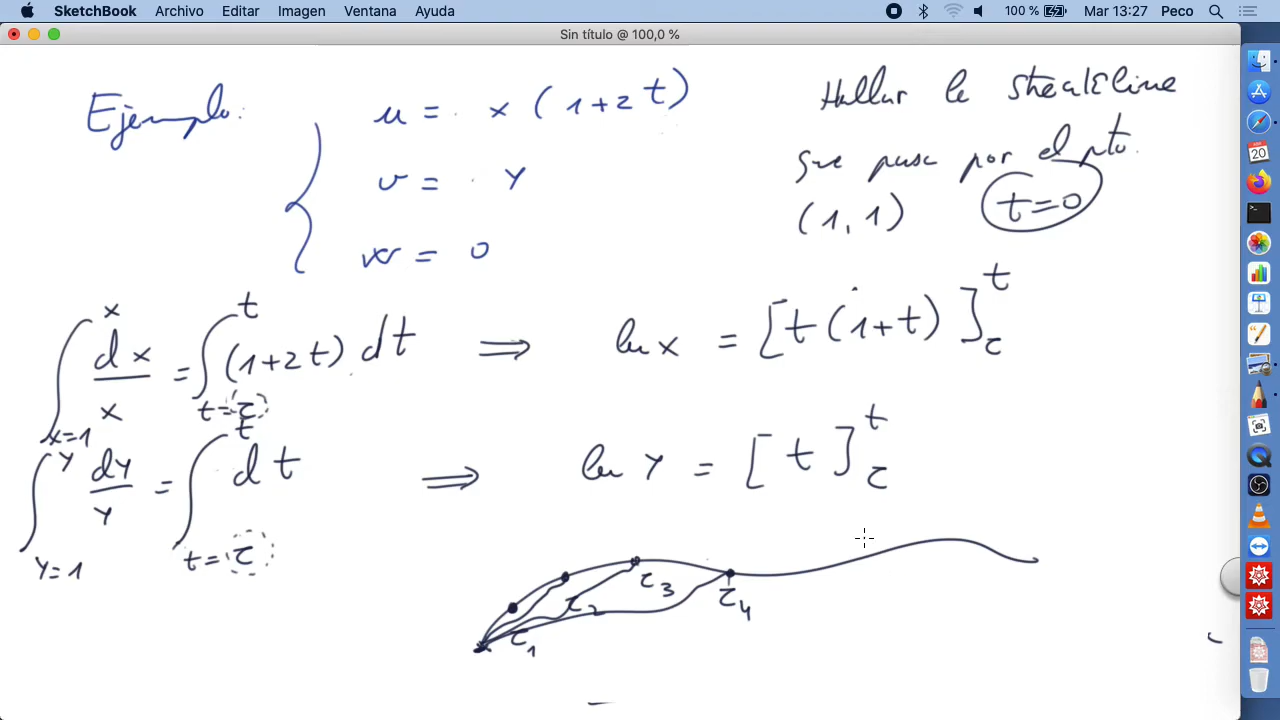 SketchBook Archivo Editar Imagen Ventana Ayuda 100 % Mar 13:27 Peco
Sin título @ 100,0 %
Ejemplo:
u = x (1+2t)
v = y
w = 0
Hallar la streakline
que pasa por el pto.
(1,1) t=0
∫_{x=1}^{x} dx/x = ∫_{t=τ}^{t} (1+2t) dt ⇒ ln x = [t(1+t)]_τ^t
∫_{y=1}^{y} dy/y = ∫_{t=τ}^{t} dt ⇒ ln y = [t]_τ^t
τ1 τ2 τ3 τ4